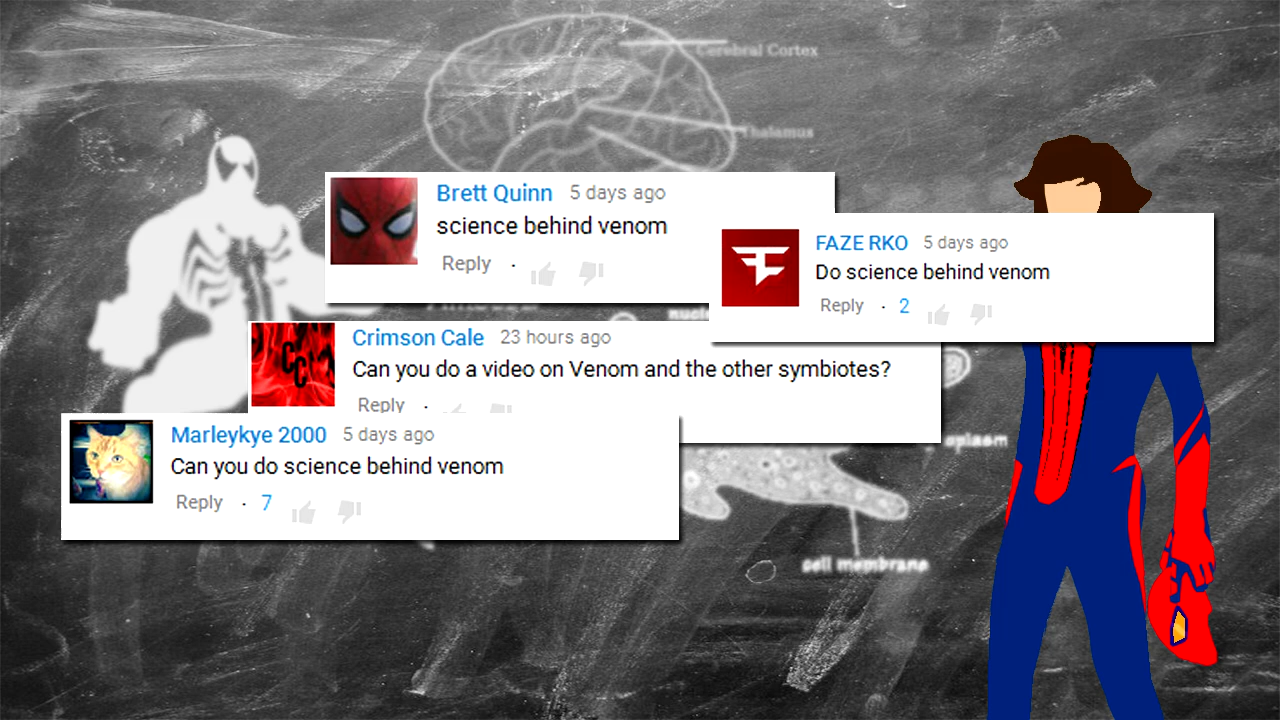 Cerebral Cortex
Thalamus
Brett Quinn 5 days ago
science behind venom
Reply ·
FAZE RKO 5 days ago
Do science behind venom
Reply · 2
Crimson Cale 23 hours ago
Can you do a video on Venom and the other symbiotes?
Reply ·
Marleykye 2000 5 days ago
Can you do science behind venom
Reply · 7
cell membrane